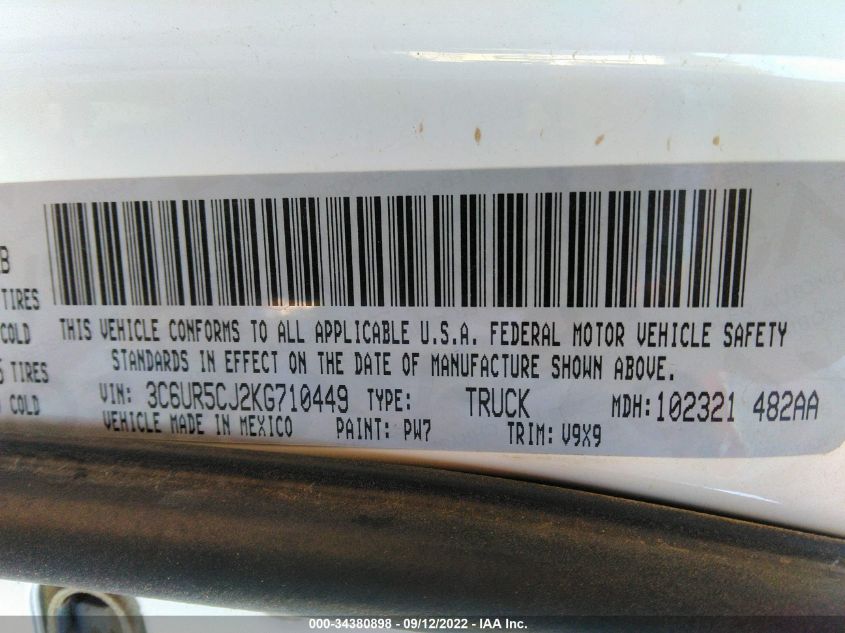 B
TIRES
COLD
THIS VEHICLE CONFORMS TO ALL APPLICABLE U.S.A. FEDERAL MOTOR VEHICLE SAFETY
STANDARDS IN EFFECT ON THE DATE OF MANUFACTURE SHOWN ABOVE.
5 TIRES
COLD
VIN: 3C6UR5CJ2KG710449 TYPE: TRUCK MDH: 102321 482AA
VEHICLE MADE IN MEXICO PAINT: PW7 TRIM: V9X9
000-34380898 - 09/12/2022 - IAA Inc.